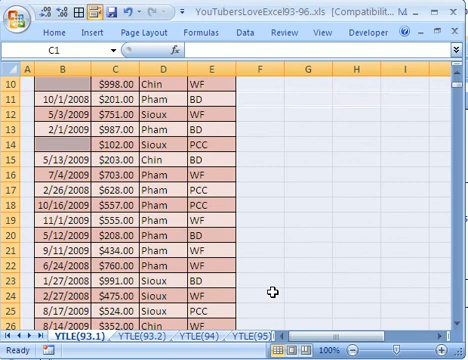 YouTubersLoveExcel93-96...xls [Compatibilit...
Home Insert Page Layout Formulas Data Review View Developer
C1
A B C D E F G H I
10 $998.00 Chin WF
11 10/1/2008 $201.00 Pham BD
12 5/3/2009 $751.00 Sioux WF
13 2/1/2009 $987.00 Pham BD
14 $102.00 Sioux PCC
15 5/13/2009 $203.00 Chin BD
16 7/4/2009 $703.00 Pham WF
17 2/26/2008 $628.00 Pham PCC
18 10/16/2009 $557.00 Pham PCC
19 11/1/2009 $555.00 Pham WF
20 5/12/2009 $208.00 Pham BD
21 9/11/2009 $434.00 Pham WF
22 6/24/2008 $760.00 Pham WF
23 1/27/2008 $991.00 Sioux BD
24 2/27/2008 $475.00 Sioux WF
25 8/17/2009 $524.00 Sioux PCC
26 8/14/2009 $352.00 Chin WF
YTLE(93.1) YTLE(93.2) YTLE(94) YTLE(95)
Ready 100%